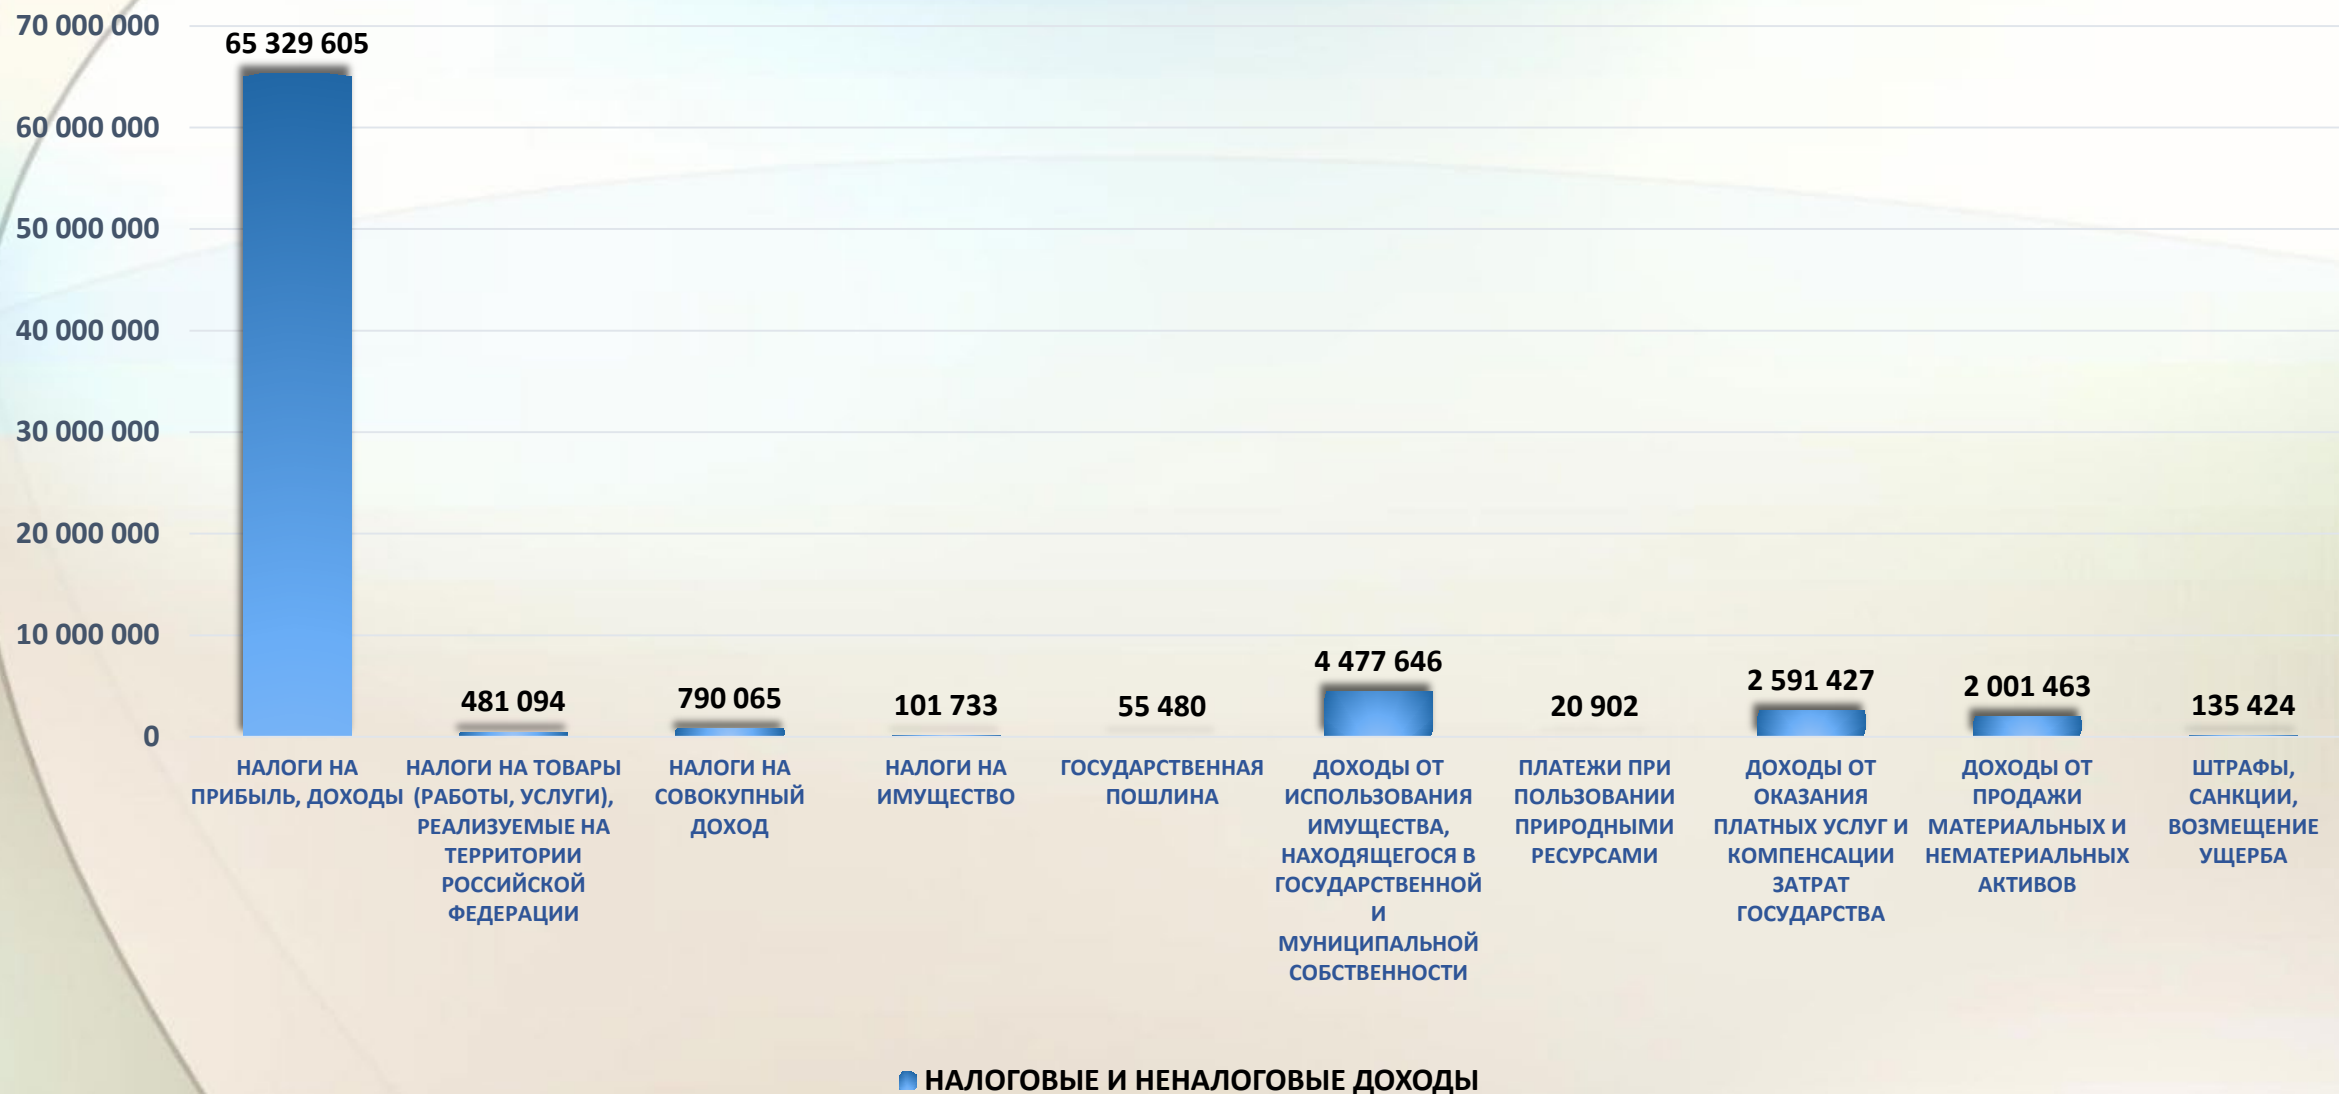 70 000 000
60 000 000
50 000 000
40 000 000
30 000 000
20 000 000
10 000 000
0
65 329 605
481 094
790 065
101 733
55 480
4 477 646
20 902
2 591 427
2 001 463
135 424
НАЛОГИ НА
ПРИБЫЛЬ, ДОХОДЫ
НАЛОГИ НА ТОВАРЫ
(РАБОТЫ, УСЛУГИ),
РЕАЛИЗУЕМЫЕ НА
ТЕРРИТОРИИ
РОССИЙСКОЙ
ФЕДЕРАЦИИ
НАЛОГИ НА
СОВОКУПНЫЙ
ДОХОД
НАЛОГИ НА
ИМУЩЕСТВО
ГОСУДАРСТВЕННАЯ
ПОШЛИНА
ДОХОДЫ ОТ
ИСПОЛЬЗОВАНИЯ
ИМУЩЕСТВА,
НАХОДЯЩЕГОСЯ В
ГОСУДАРСТВЕННОЙ
И
МУНИЦИПАЛЬНОЙ
СОБСТВЕННОСТИ
ПЛАТЕЖИ ПРИ
ПОЛЬЗОВАНИИ
ПРИРОДНЫМИ
РЕСУРСАМИ
ДОХОДЫ ОТ
ОКАЗАНИЯ
ПЛАТНЫХ УСЛУГ И
КОМПЕНСАЦИИ
ЗАТРАТ
ГОСУДАРСТВА
ДОХОДЫ ОТ
ПРОДАЖИ
МАТЕРИАЛЬНЫХ И
НЕМАТЕРИАЛЬНЫХ
АКТИВОВ
ШТРАФЫ,
САНКЦИИ,
ВОЗМЕЩЕНИЕ
УЩЕРБА
НАЛОГОВЫЕ И НЕНАЛОГОВЫЕ ДОХОДЫ